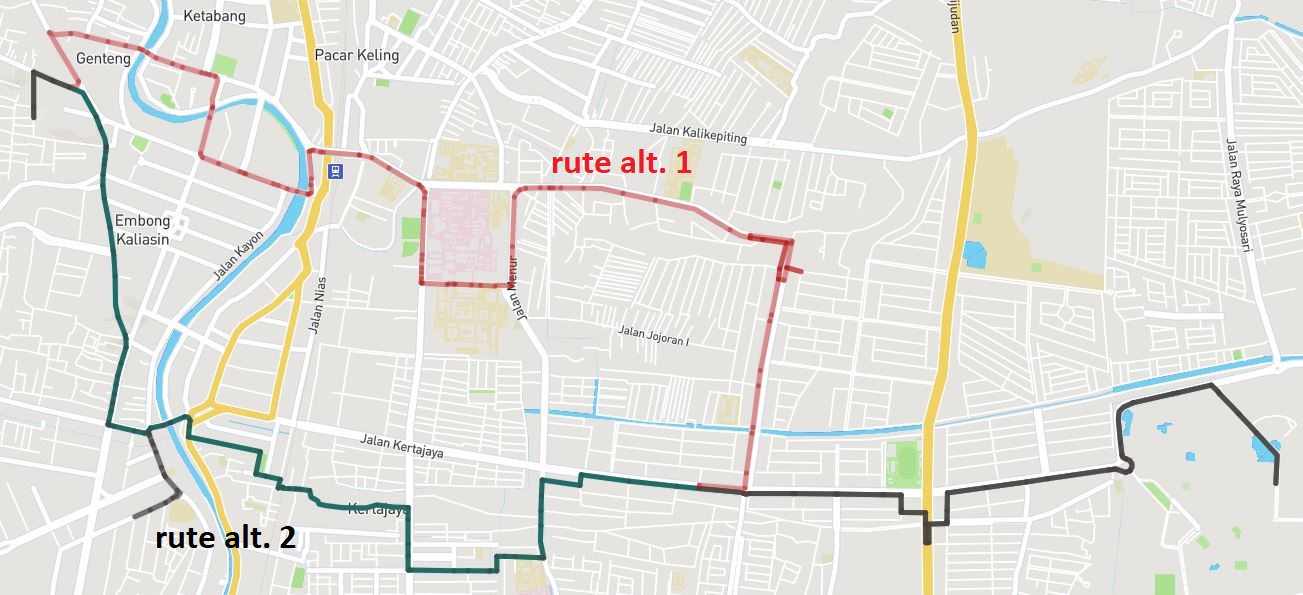 Ketabang
ijudan
Genteng
Pacar Keling
Jalan Kalikepiting
rute alt. 1
Jalan Raya Mulyosari
Embong
Kaliasin
Jalan Kayon
Jalan Menur
Jalan Nias
Jalan Jojoran I
Jalan Kertajaya
Kertajaya
rute alt. 2